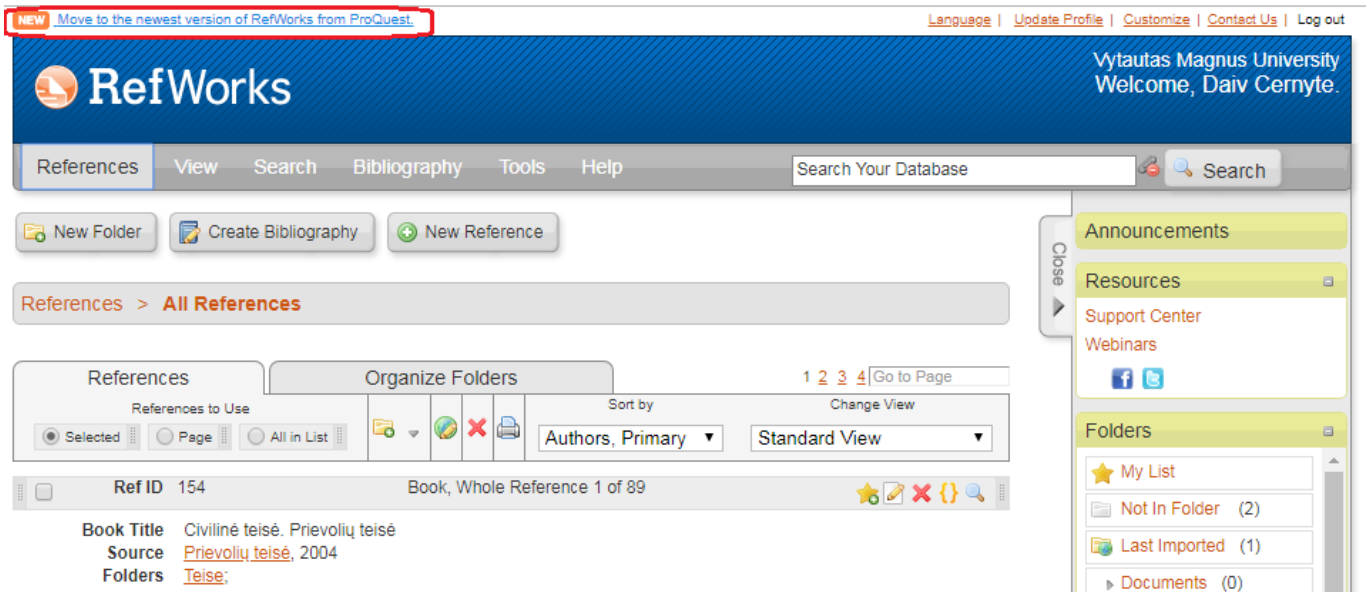 NEW Move to the newest version of RefWorks from ProQuest.
Language | Update Profile | Customize | Contact Us | Log out
RefWorks
Vytautas Magnus University
Welcome, Daiv Cernyte.
References View Search Bibliography Tools Help Search Your Database Search
New Folder Create Bibliography New Reference
Close
References > All References
References Organize Folders
1 2 3 4 Go to Page
References to Use
Selected Page All in List
Sort by
Authors, Primary
Change View
Standard View
Ref ID 154 Book, Whole Reference 1 of 89
Book Title Civilinė teisė. Prievolių teisė
Source Prievolių teisė, 2004
Folders Teise;
Announcements
Resources
Support Center
Webinars
Folders
My List
Not In Folder (2)
Last Imported (1)
Documents (0)